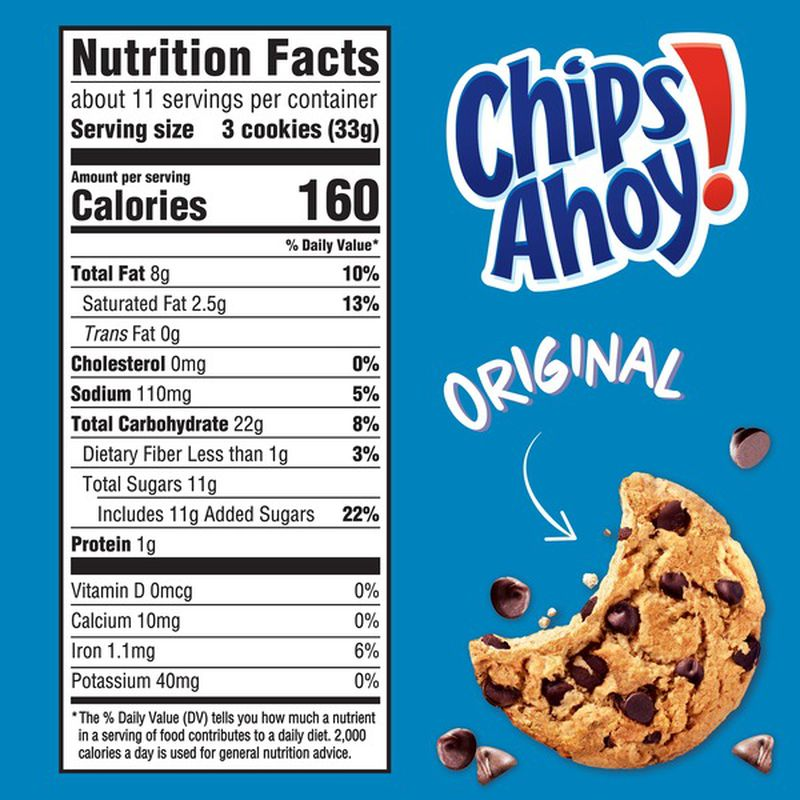 Nutrition Facts
about 11 servings per container
Serving size 3 cookies (33g)
Amount per serving
Calories 160
% Daily Value*
Total Fat 8g 10%
Saturated Fat 2.5g 13%
Trans Fat 0g
Cholesterol 0mg 0%
Sodium 110mg 5%
Total Carbohydrate 22g 8%
Dietary Fiber Less than 1g 3%
Total Sugars 11g
Includes 11g Added Sugars 22%
Protein 1g
Vitamin D 0mcg 0%
Calcium 10mg 0%
Iron 1.1mg 6%
Potassium 40mg 0%
*The % Daily Value (DV) tells you how much a nutrient
in a serving of food contributes to a daily diet. 2,000
calories a day is used for general nutrition advice.
Chips
Ahoy!
ORIGINAL